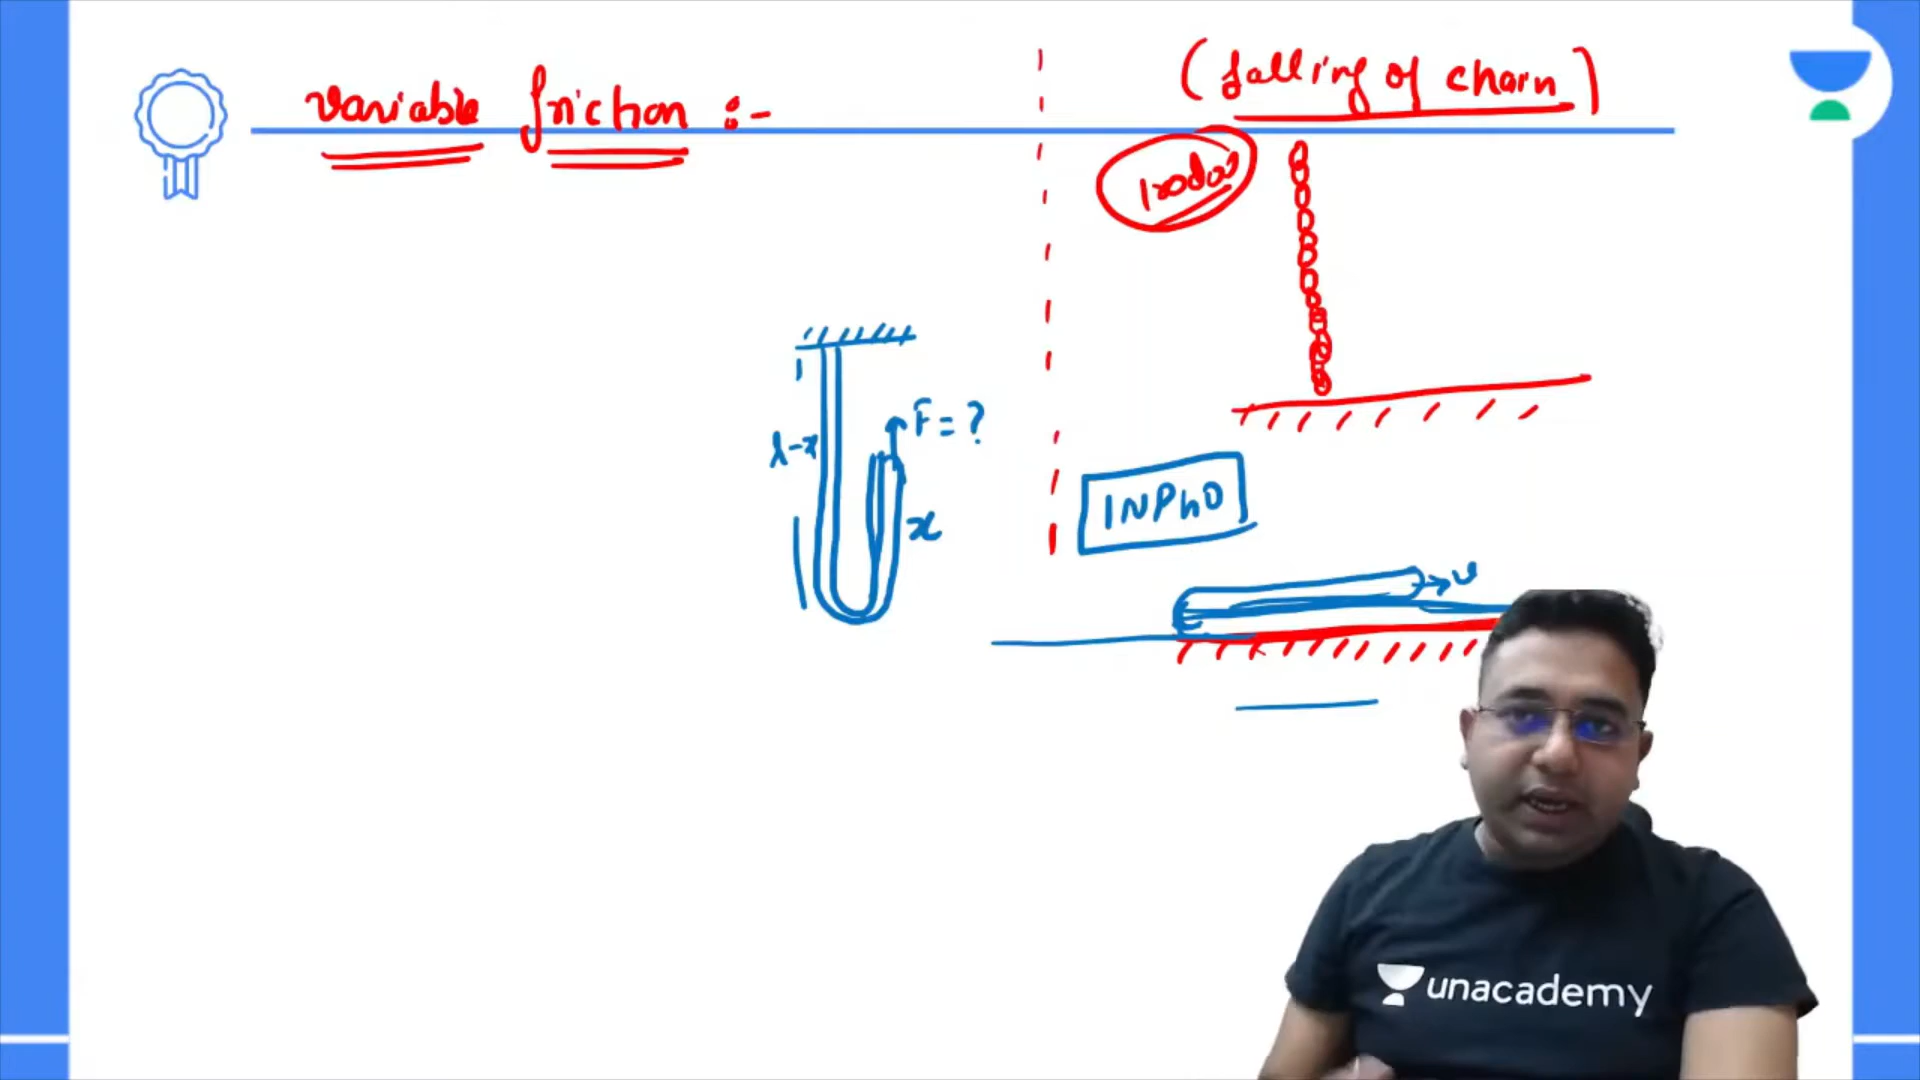 variable friction :-
(falling of chain)
Irodov
l-x
F = ?
x
INPhO
v
unacademy